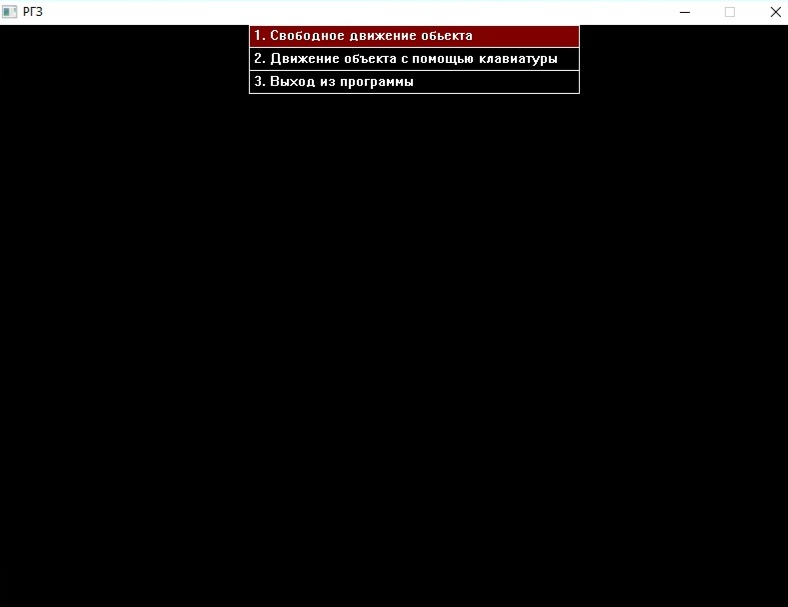 РГЗ
1. Свободное движение обьекта
2. Движение объекта с помощью клавиатуры
3. Выход из программы